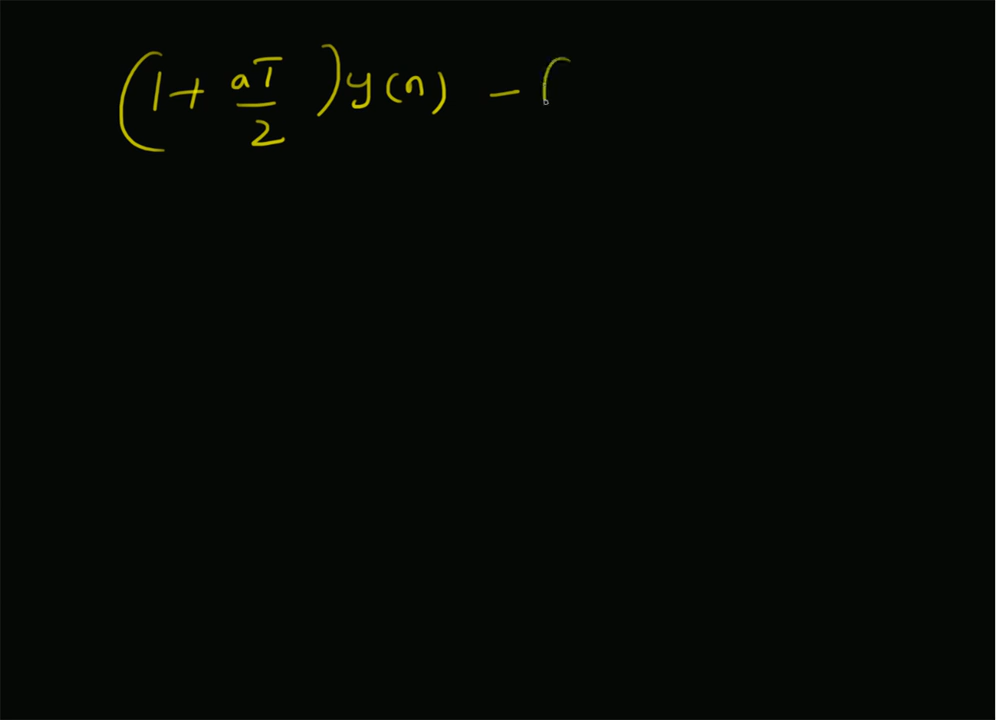 (1 + aT/2) y(n) - (